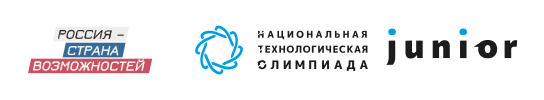 РОССИЯ –
СТРАНА
ВОЗМОЖНОСТЕЙ
НАЦИОНАЛЬНАЯ
ТЕХНОЛОГИЧЕСКАЯ
ОЛИМПИАДА
junior